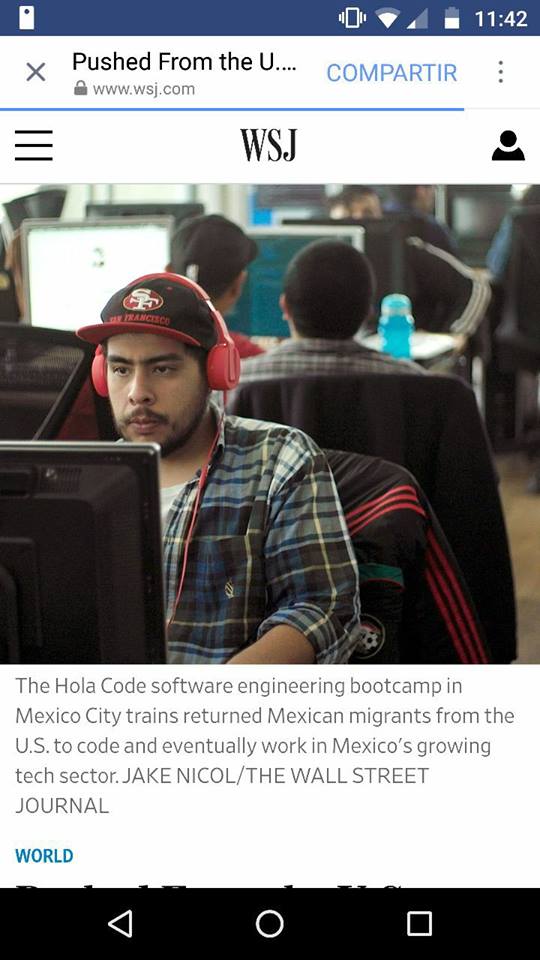 11:42
Pushed From the U....
COMPARTIR
www.wsj.com
WSJ
SF
SAN FRANCISCO
The Hola Code software engineering bootcamp in
Mexico City trains returned Mexican migrants from the
U.S. to code and eventually work in Mexico's growing
tech sector. JAKE NICOL/THE WALL STREET
JOURNAL
WORLD